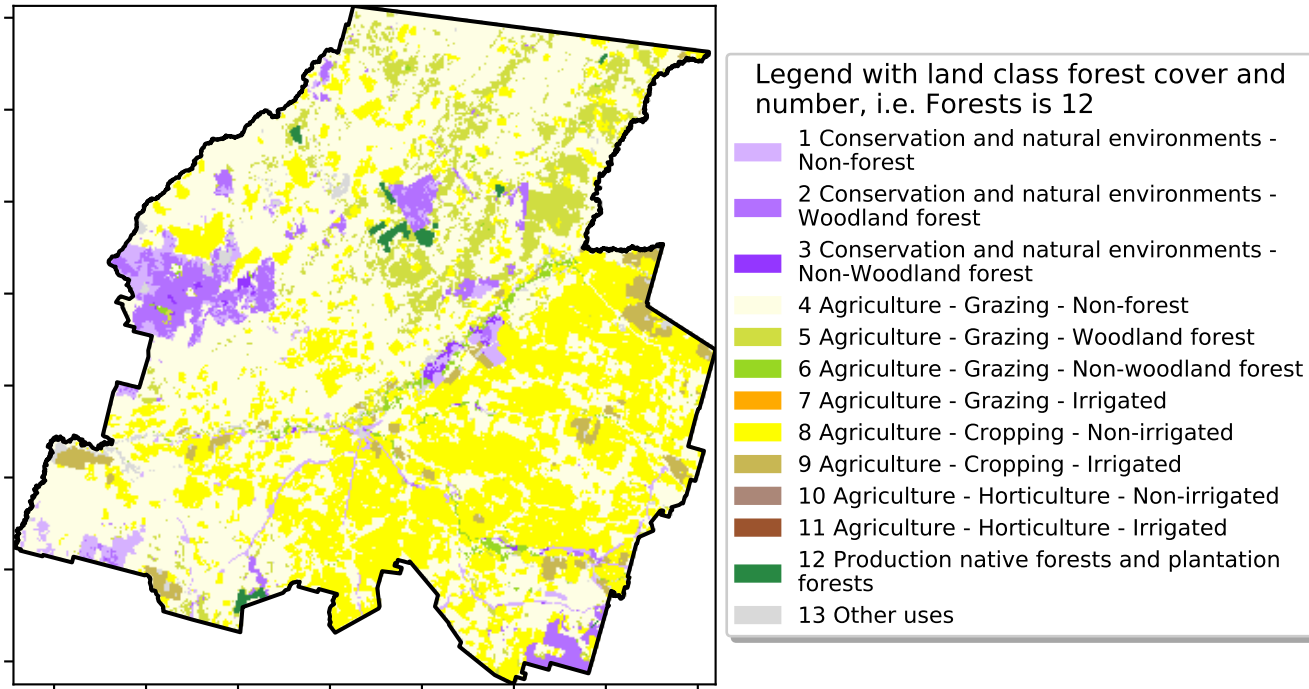 Legend with land class forest cover and
number, i.e. Forests is 12
1 Conservation and natural environments -
Non-forest
2 Conservation and natural environments -
Woodland forest
3 Conservation and natural environments -
Non-Woodland forest
4 Agriculture - Grazing - Non-forest
5 Agriculture - Grazing - Woodland forest
6 Agriculture - Grazing - Non-woodland forest
7 Agriculture - Grazing - Irrigated
8 Agriculture - Cropping - Non-irrigated
9 Agriculture - Cropping - Irrigated
10 Agriculture - Horticulture - Non-irrigated
11 Agriculture - Horticulture - Irrigated
12 Production native forests and plantation
forests
13 Other uses